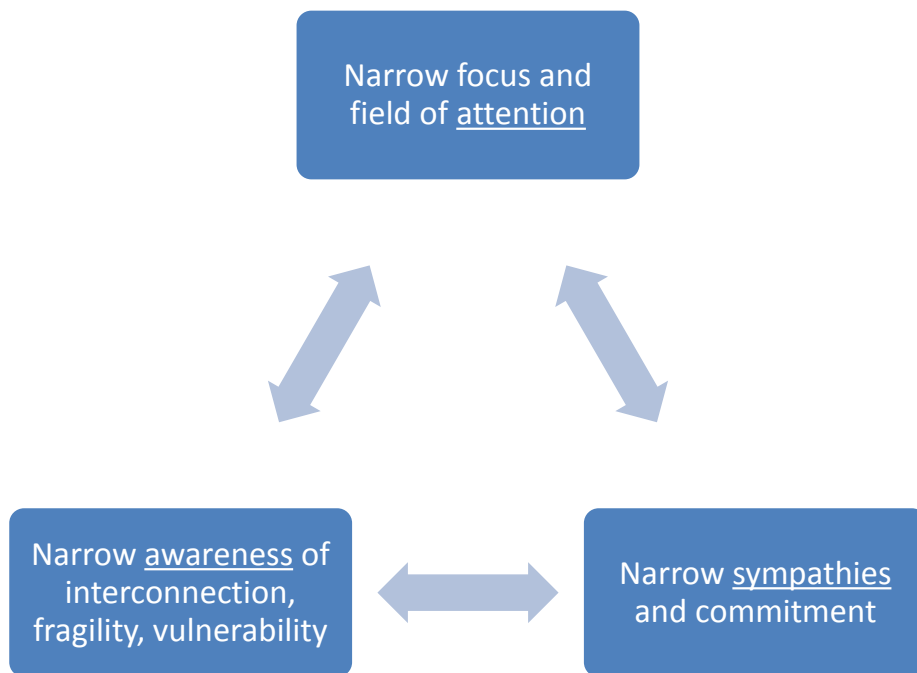 Narrow focus and
field of attention
Narrow awareness of
interconnection,
fragility, vulnerability
Narrow sympathies
and commitment